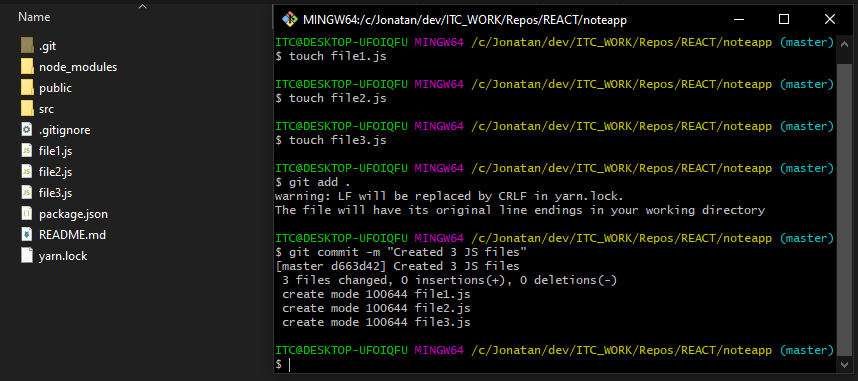 Name
.git
node_modules
public
src
.gitignore
file1.js
file2.js
file3.js
package.json
README.md
yarn.lock
MINGW64:/c/Jonatan/dev/ITC_WORK/Repos/REACT/noteapp
ITC@DESKTOP-UFOIQFU MINGW64 /c/Jonatan/dev/ITC_WORK/Repos/REACT/noteapp (master)
$ touch file1.js
ITC@DESKTOP-UFOIQFU MINGW64 /c/Jonatan/dev/ITC_WORK/Repos/REACT/noteapp (master)
$ touch file2.js
ITC@DESKTOP-UFOIQFU MINGW64 /c/Jonatan/dev/ITC_WORK/Repos/REACT/noteapp (master)
$ touch file3.js
ITC@DESKTOP-UFOIQFU MINGW64 /c/Jonatan/dev/ITC_WORK/Repos/REACT/noteapp (master)
$ git add .
warning: LF will be replaced by CRLF in yarn.lock.
The file will have its original line endings in your working directory
ITC@DESKTOP-UFOIQFU MINGW64 /c/Jonatan/dev/ITC_WORK/Repos/REACT/noteapp (master)
$ git commit -m "Created 3 JS files"
[master d663d42] Created 3 JS files
3 files changed, 0 insertions(+), 0 deletions(-)
create mode 100644 file1.js
create mode 100644 file2.js
create mode 100644 file3.js
ITC@DESKTOP-UFOIQFU MINGW64 /c/Jonatan/dev/ITC_WORK/Repos/REACT/noteapp (master)
$